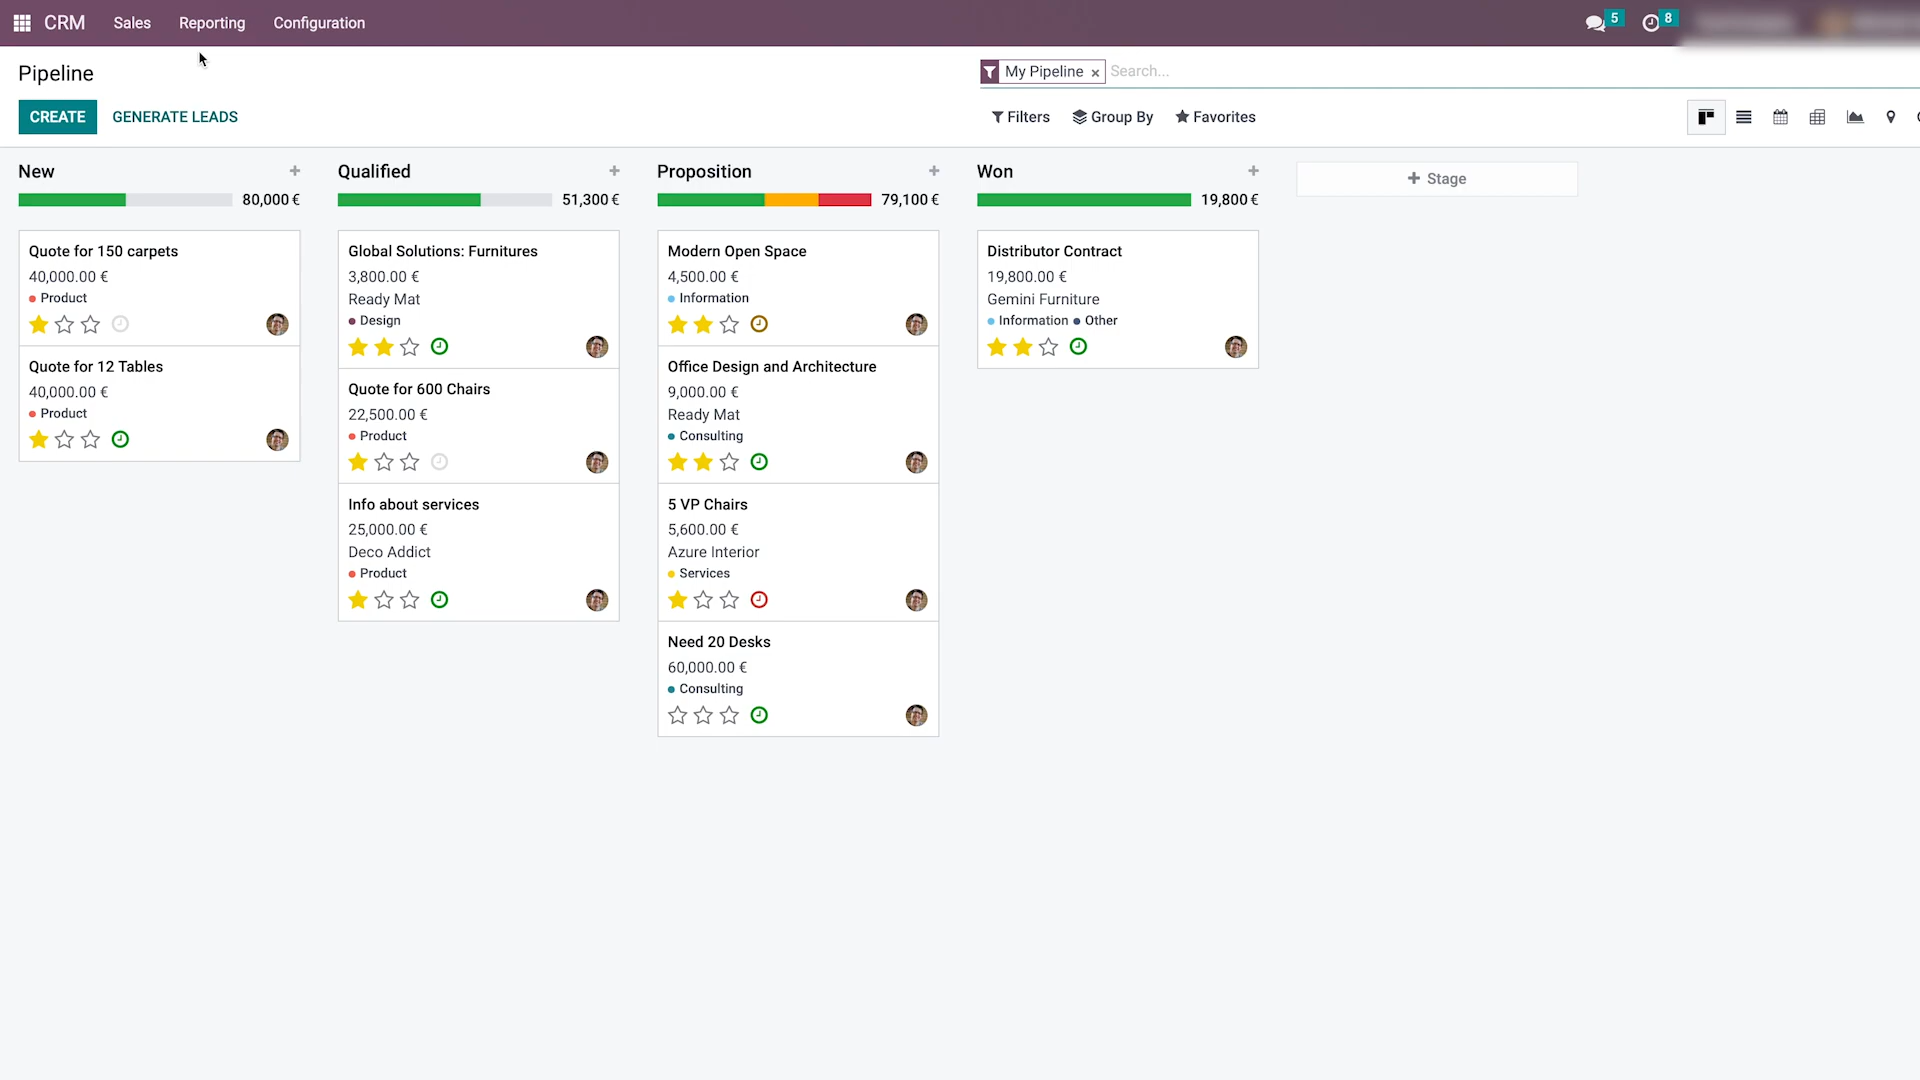 CRM Sales Reporting Configuration 5 8
Pipeline
My Pipeline × Search...
CREATE GENERATE LEADS
Filters Group By Favorites
New +
80,000 €
Quote for 150 carpets
40,000.00 €
Product
Quote for 12 Tables
40,000.00 €
Product
Qualified +
51,300 €
Global Solutions: Furnitures
3,800.00 €
Ready Mat
Design
Quote for 600 Chairs
22,500.00 €
Product
Info about services
25,000.00 €
Deco Addict
Product
Proposition +
79,100 €
Modern Open Space
4,500.00 €
Information
Office Design and Architecture
9,000.00 €
Ready Mat
Consulting
5 VP Chairs
5,600.00 €
Azure Interior
Services
Need 20 Desks
60,000.00 €
Consulting
Won +
19,800 €
Distributor Contract
19,800.00 €
Gemini Furniture
Information Other
+ Stage